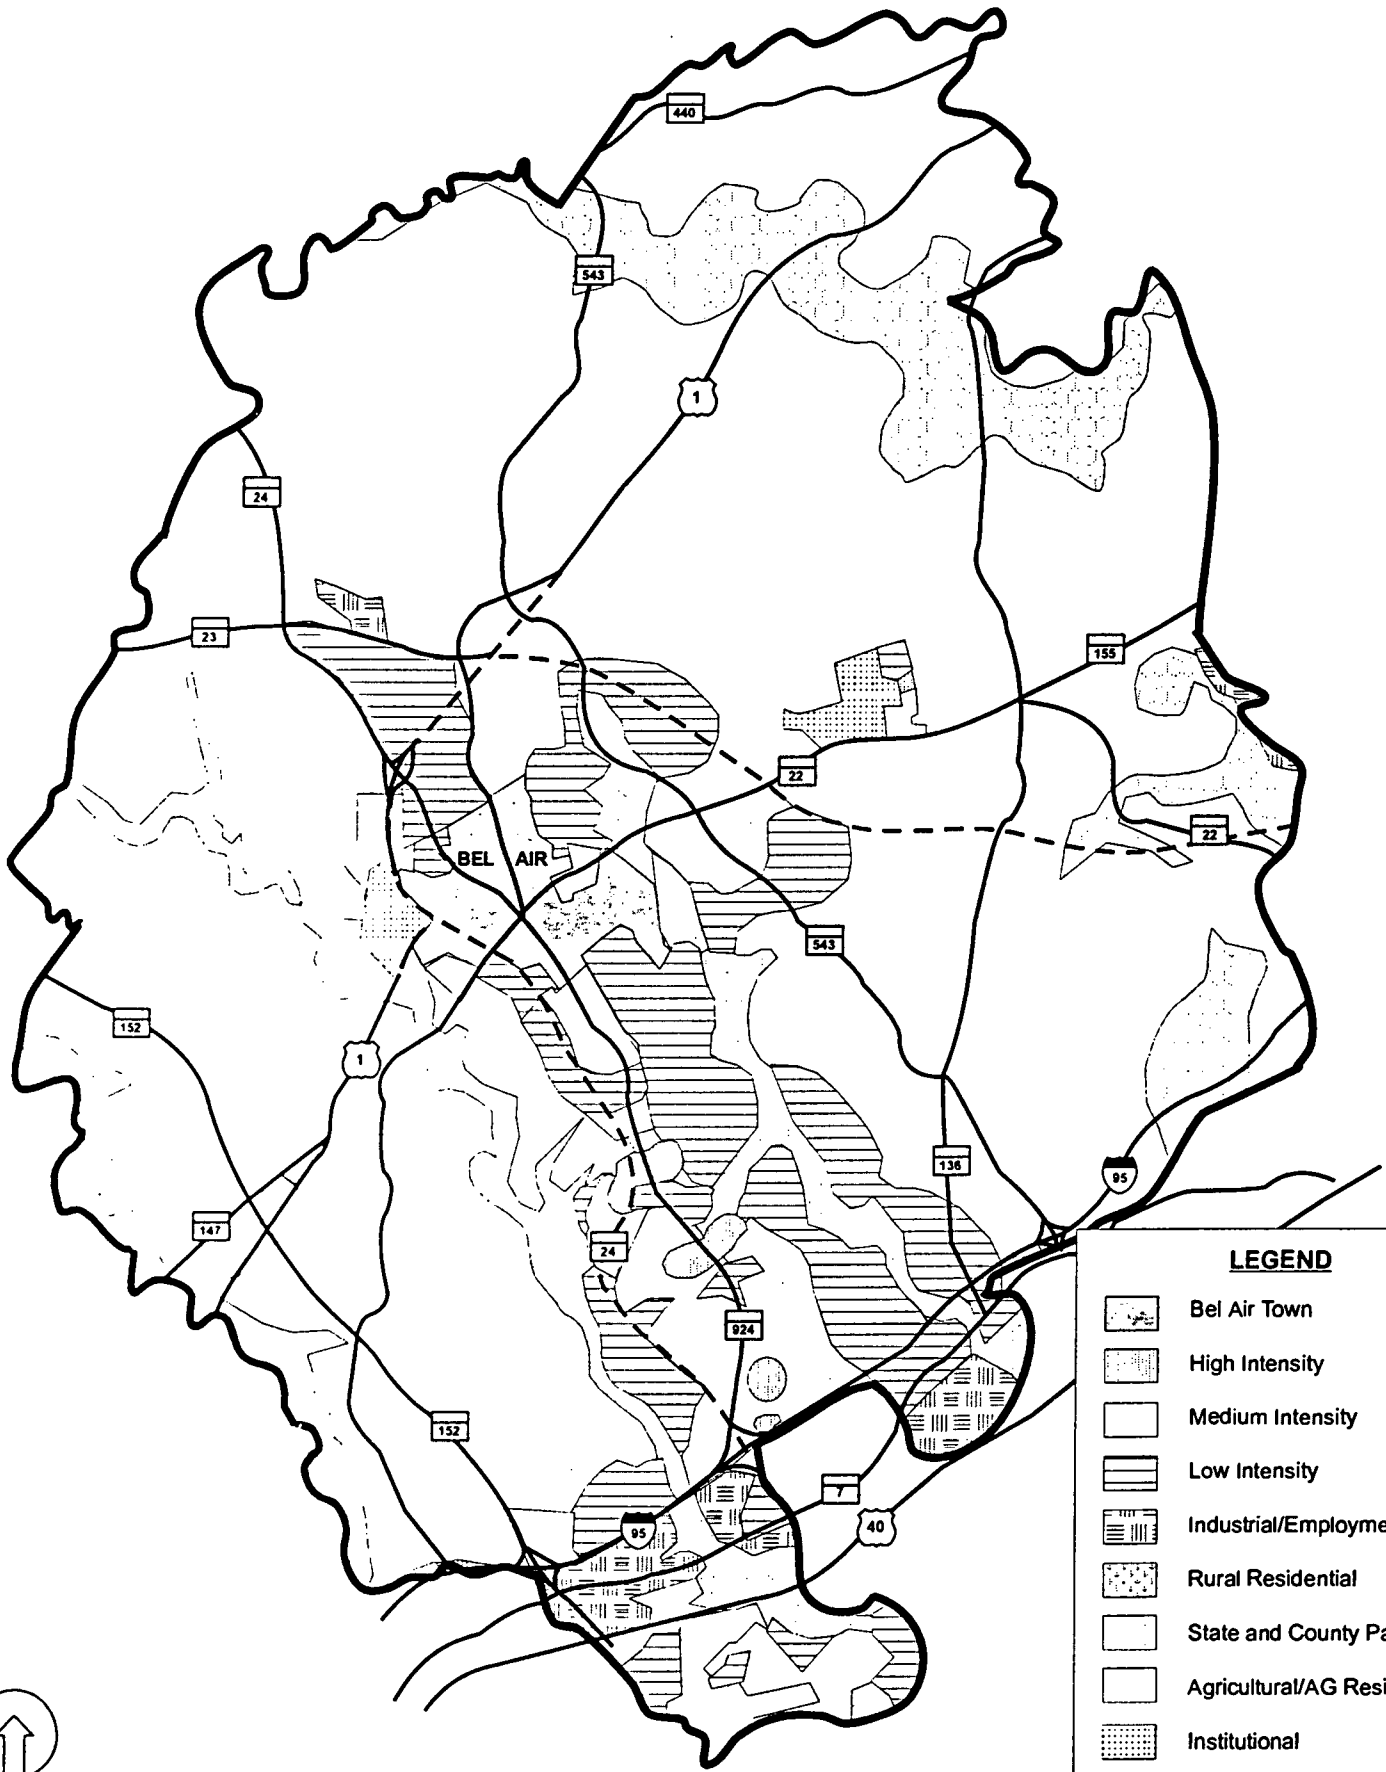 440
543
1
24
23
155
22
22
BEL AIR
543
152
1
136
95
147
24
924
152
7
95
40
LEGEND
Bel Air Town
High Intensity
Medium Intensity
Low Intensity
Industrial/Employme
Rural Residential
State and County Pa
Agricultural/AG Resi
Institutional